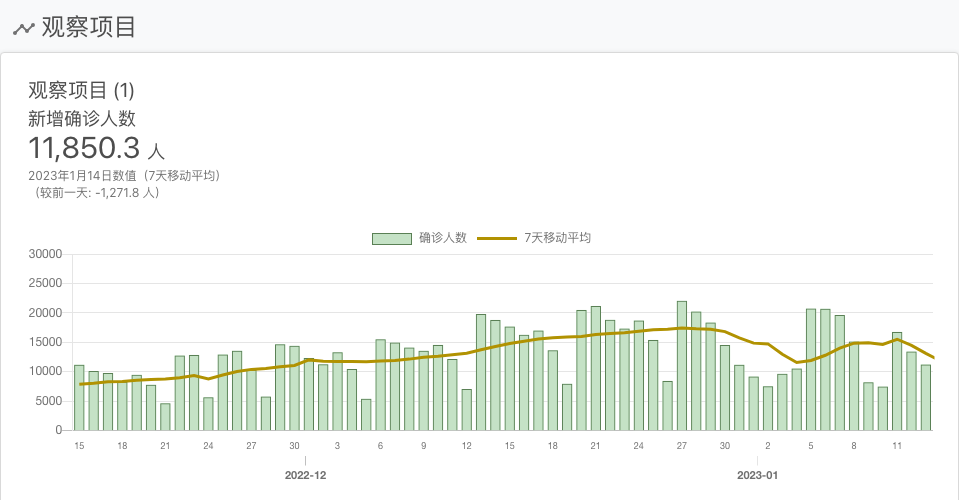 观察项目
观察项目 (1)
新增确诊人数
11,850.3 人
2023年1月14日数值（7天移动平均）
（较前一天: -1,271.8 人）
确诊人数 7天移动平均
30000
25000
20000
15000
10000
5000
0
15 18 21 24 27 30 3 6 9 12 15 18 21 24 27 30 2 5 8 11
2022-12 2023-01